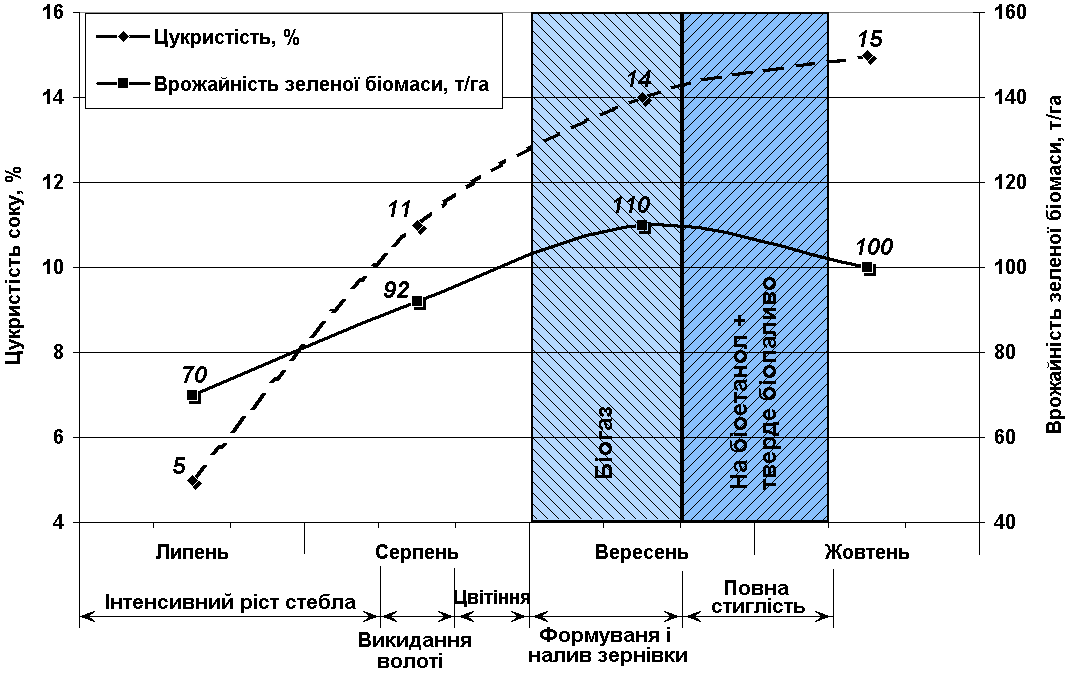 Цукристість, %
Врожайність зеленої біомаси, т/га
Цукристість соку, %
16
14
12
10
8
6
4
160
140
120
100
80
60
40
Врожайність зеленої біомаси, т/га
5
11
14
15
70
92
110
100
Біогаз
На біоетанол +
тверде біопаливо
Липень
Серпень
Вересень
Жовтень
Інтенсивний ріст стебла
Викидання
волоті
Цвітіння
Формуваня і
налив зернівки
Повна
стиглість